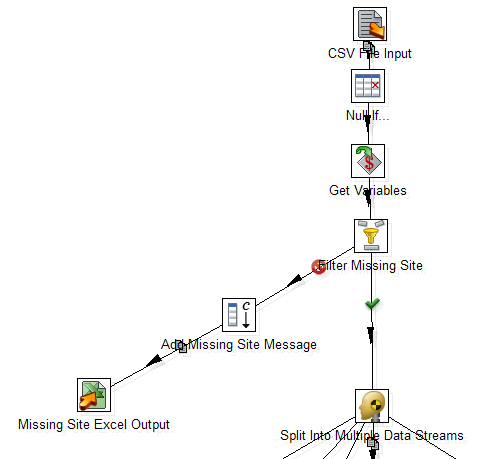 CSV File Input
Null If...
Get Variables
Filter Missing Site
Add Missing Site Message
Missing Site Excel Output
Split Into Multiple Data Streams